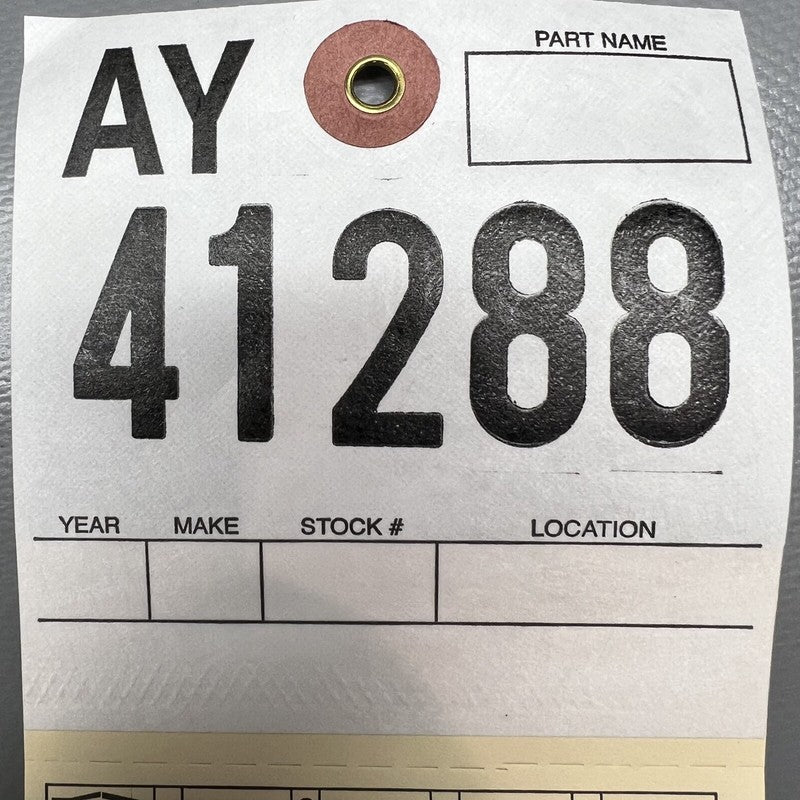 AY
PART NAME
41288
YEAR MAKE STOCK # LOCATION